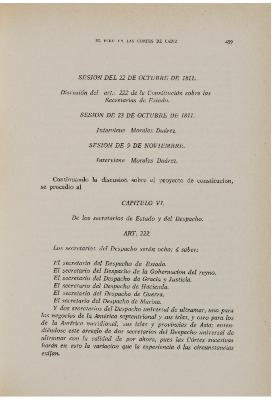 EL PERU EN LAS CORTES DE CADIZ 459
SESION DEL 22 DE OCTUBRE DE 1811.
Discusión del art.: 222 de la Constitución sobre las
Secretarías de Estado.
SESION DE 23 DE OCTUBRE DE 1811.
Interviene Morales Duárez.
SESION DE 9 DE NOVIEMBRE.
Interviene Morales Duárez.
Continuando la discusion sobre el proyecto de constitucion,
se procedio al
CAPITULO VI.
De los secretarios de Estado y del Despacho.
ART. 222.
Los secretarios del Despacho serán ocho; á saber:
El secretario del Despacho de Estado.
El secretario del Despacho de la Gobernacion del reyno.
El secretario del Despacho de Gracia y Justicia.
El secretario del Despacho de Hacienda.
El secretario del Despacho de Guerra.
El secretario del Despacho de Marina.
Y dos secretarios del Despacho universal de ultramar, uno para
los negocios de la América septentrional y sus islas, y otro para los
de la América meridional, sus islas y provincias de Asia; enten-
diéndose este arreglo de dos secretarios del Despacho universal de
ultramar con la calidad de por ahora, pues las Córtes sucesivas
harán en esto la variacion que la experiencia ó las circunstancias
exijan.